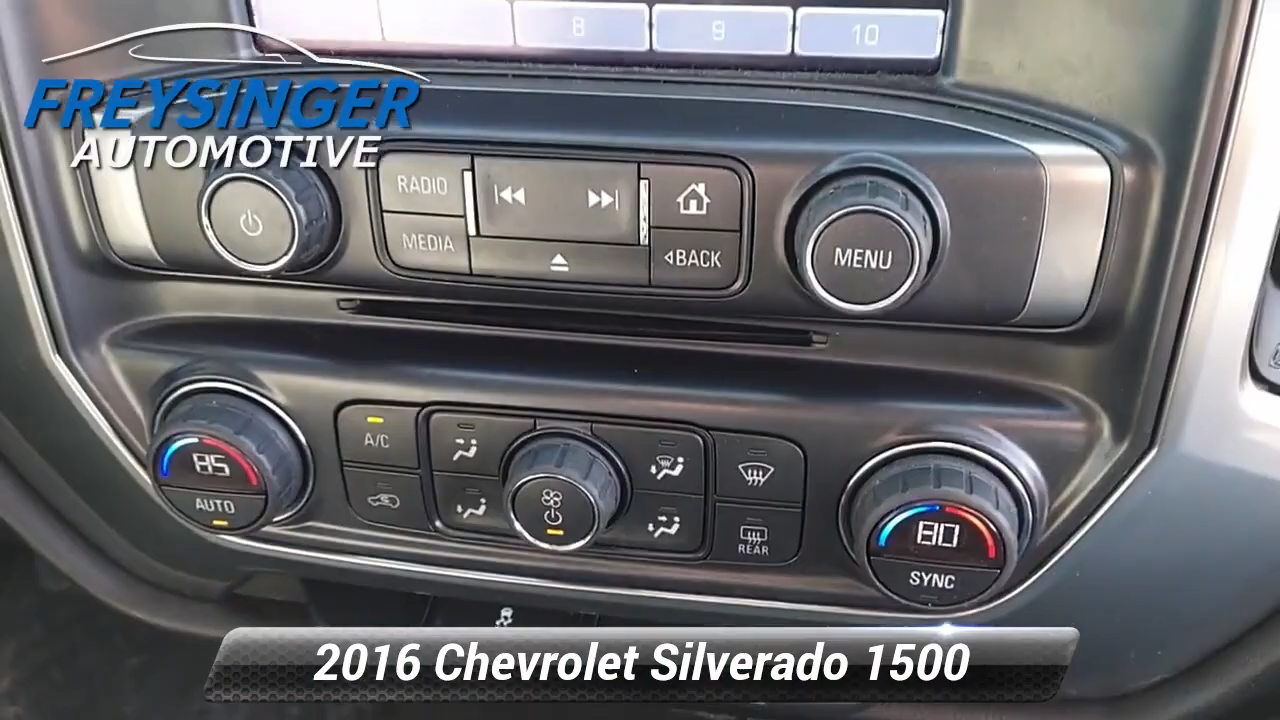 8 9 10
FREYSINGER
AUTOMOTIVE
RADIO
MEDIA
BACK
MENU
85
AUTO
A/C
REAR
80
SYNC
2016 Chevrolet Silverado 1500